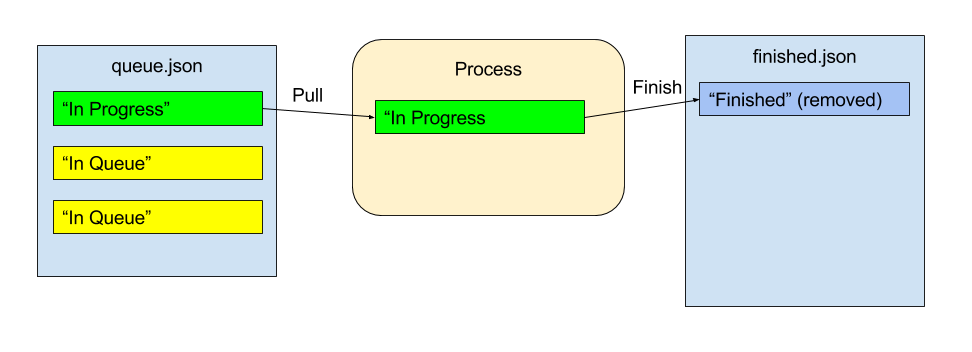 queue.json
“In Progress”
“In Queue”
“In Queue”
Pull
Process
“In Progress
Finish
finished.json
“Finished” (removed)